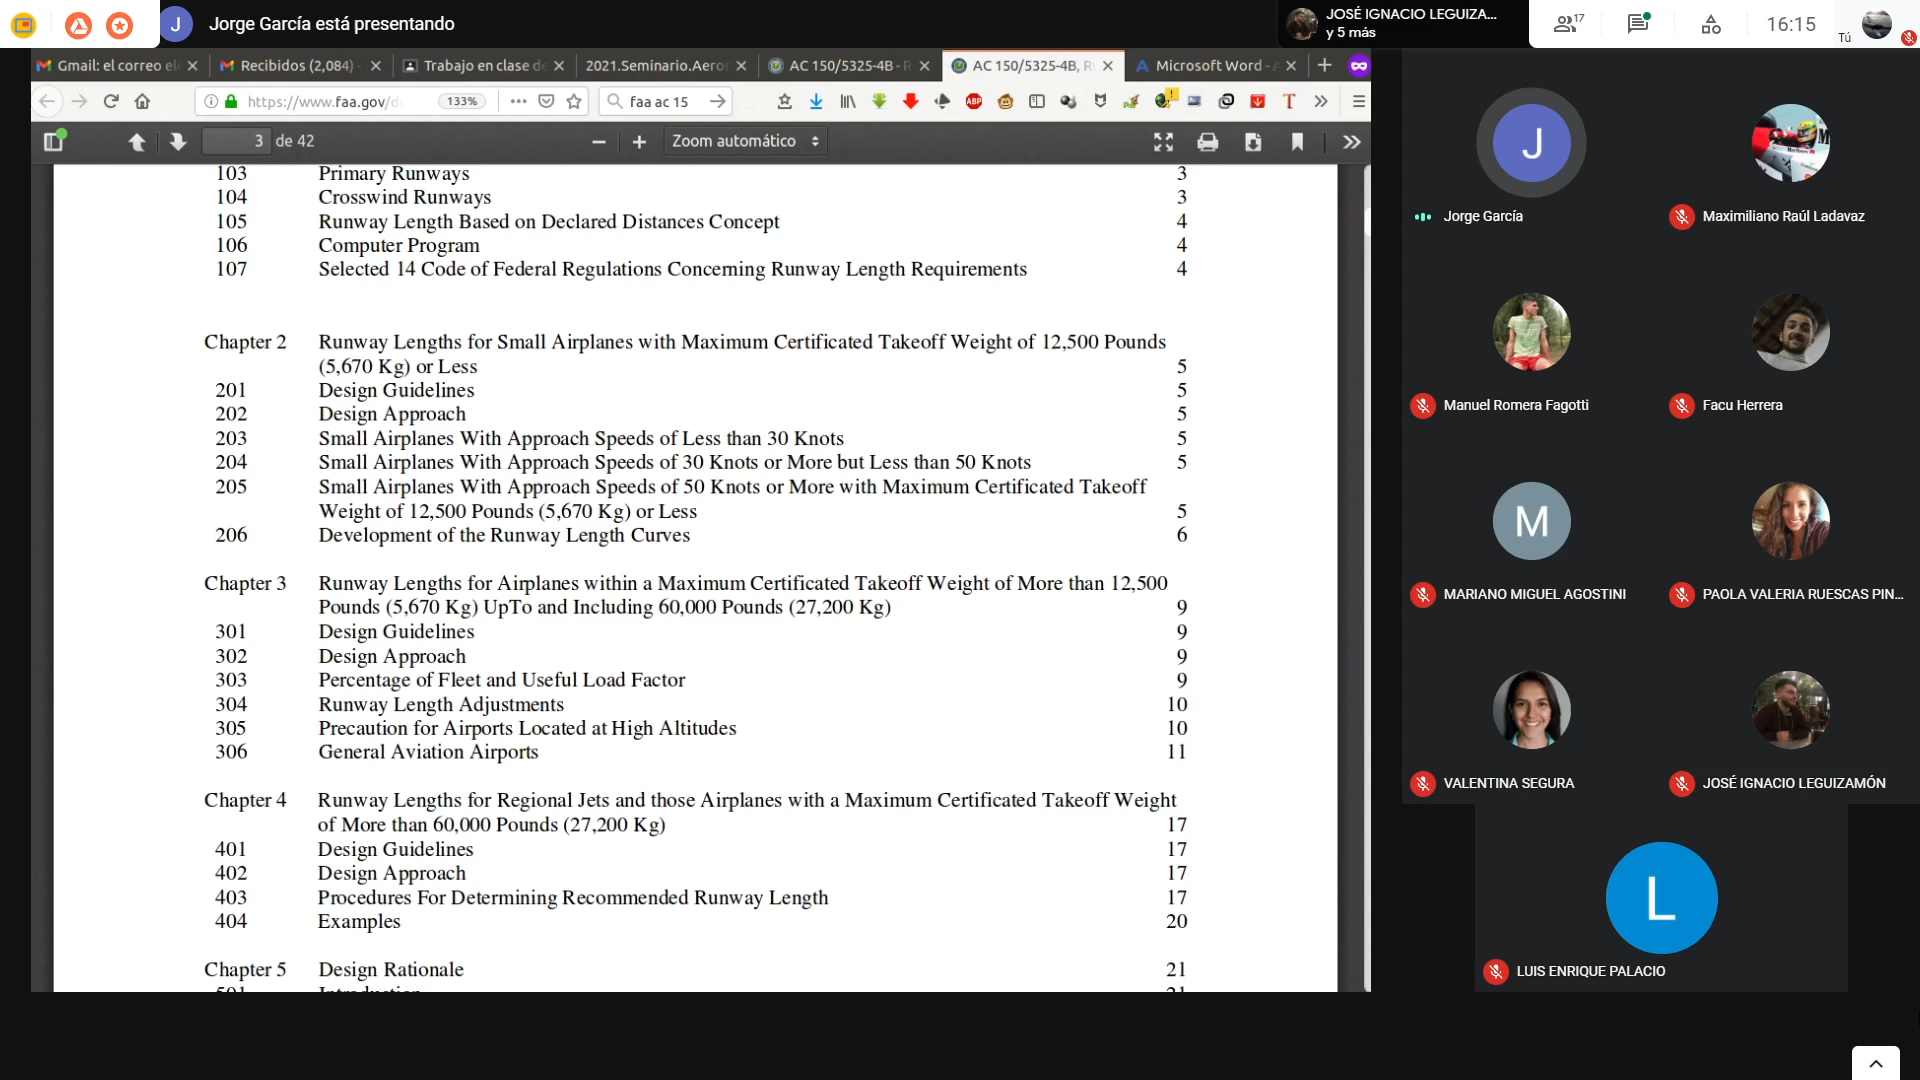 J Jorge García está presentando
JOSÉ IGNACIO LEGUIZA...
y 5 más
17
16:15
Tú
Gmail: el correo el
Recibidos (2,084)
Trabajo en clase de
2021.Seminario.Aero
AC 150/5325-4B - R
AC 150/5325-4B, R
Microsoft Word - A
https://www.faa.gov/d
133%
faa ac 15
ABP
3 de 42
Zoom automático
103 Primary Runways 3
104 Crosswind Runways 3
105 Runway Length Based on Declared Distances Concept 4
106 Computer Program 4
107 Selected 14 Code of Federal Regulations Concerning Runway Length Requirements 4
Chapter 2 Runway Lengths for Small Airplanes with Maximum Certificated Takeoff Weight of 12,500 Pounds
(5,670 Kg) or Less 5
201 Design Guidelines 5
202 Design Approach 5
203 Small Airplanes With Approach Speeds of Less than 30 Knots 5
204 Small Airplanes With Approach Speeds of 30 Knots or More but Less than 50 Knots 5
205 Small Airplanes With Approach Speeds of 50 Knots or More with Maximum Certificated Takeoff
Weight of 12,500 Pounds (5,670 Kg) or Less 5
206 Development of the Runway Length Curves 6
Chapter 3 Runway Lengths for Airplanes within a Maximum Certificated Takeoff Weight of More than 12,500
Pounds (5,670 Kg) UpTo and Including 60,000 Pounds (27,200 Kg) 9
301 Design Guidelines 9
302 Design Approach 9
303 Percentage of Fleet and Useful Load Factor 9
304 Runway Length Adjustments 10
305 Precaution for Airports Located at High Altitudes 10
306 General Aviation Airports 11
Chapter 4 Runway Lengths for Regional Jets and those Airplanes with a Maximum Certificated Takeoff Weight
of More than 60,000 Pounds (27,200 Kg) 17
401 Design Guidelines 17
402 Design Approach 17
403 Procedures For Determining Recommended Runway Length 17
404 Examples 20
Chapter 5 Design Rationale 21
501 Introduction 21
J
Jorge García
Maximiliano Raúl Ladavaz
Manuel Romera Fagotti
Facu Herrera
M
MARIANO MIGUEL AGOSTINI
PAOLA VALERIA RUESCAS PIN...
VALENTINA SEGURA
JOSÉ IGNACIO LEGUIZAMÓN
L
LUIS ENRIQUE PALACIO